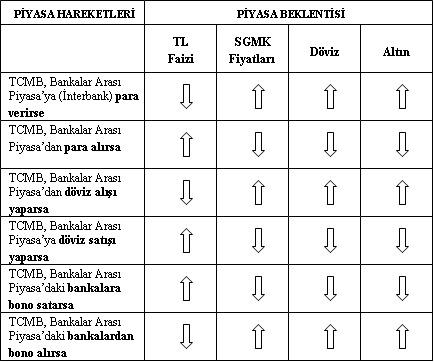 PİYASA HAREKETLERİ
PİYASA BEKLENTİSİ
TL
Faizi
SGMK
Fiyatları
Döviz
Altın
TCMB, Bankalar Arası
Piyasa'ya (İnterbank) para
verirse
TCMB, Bankalar Arası
Piyasa'dan para alırsa
TCMB, Bankalar Arası
Piyasa'dan döviz alışı
yaparsa
TCMB, Bankalar Arası
Piyasa'ya döviz satışı
yaparsa
TCMB, Bankalar Arası
Piyasa'daki bankalara
bono satarsa
TCMB, Bankalar Arası
Piyasa'daki bankalardan
bono alırsa